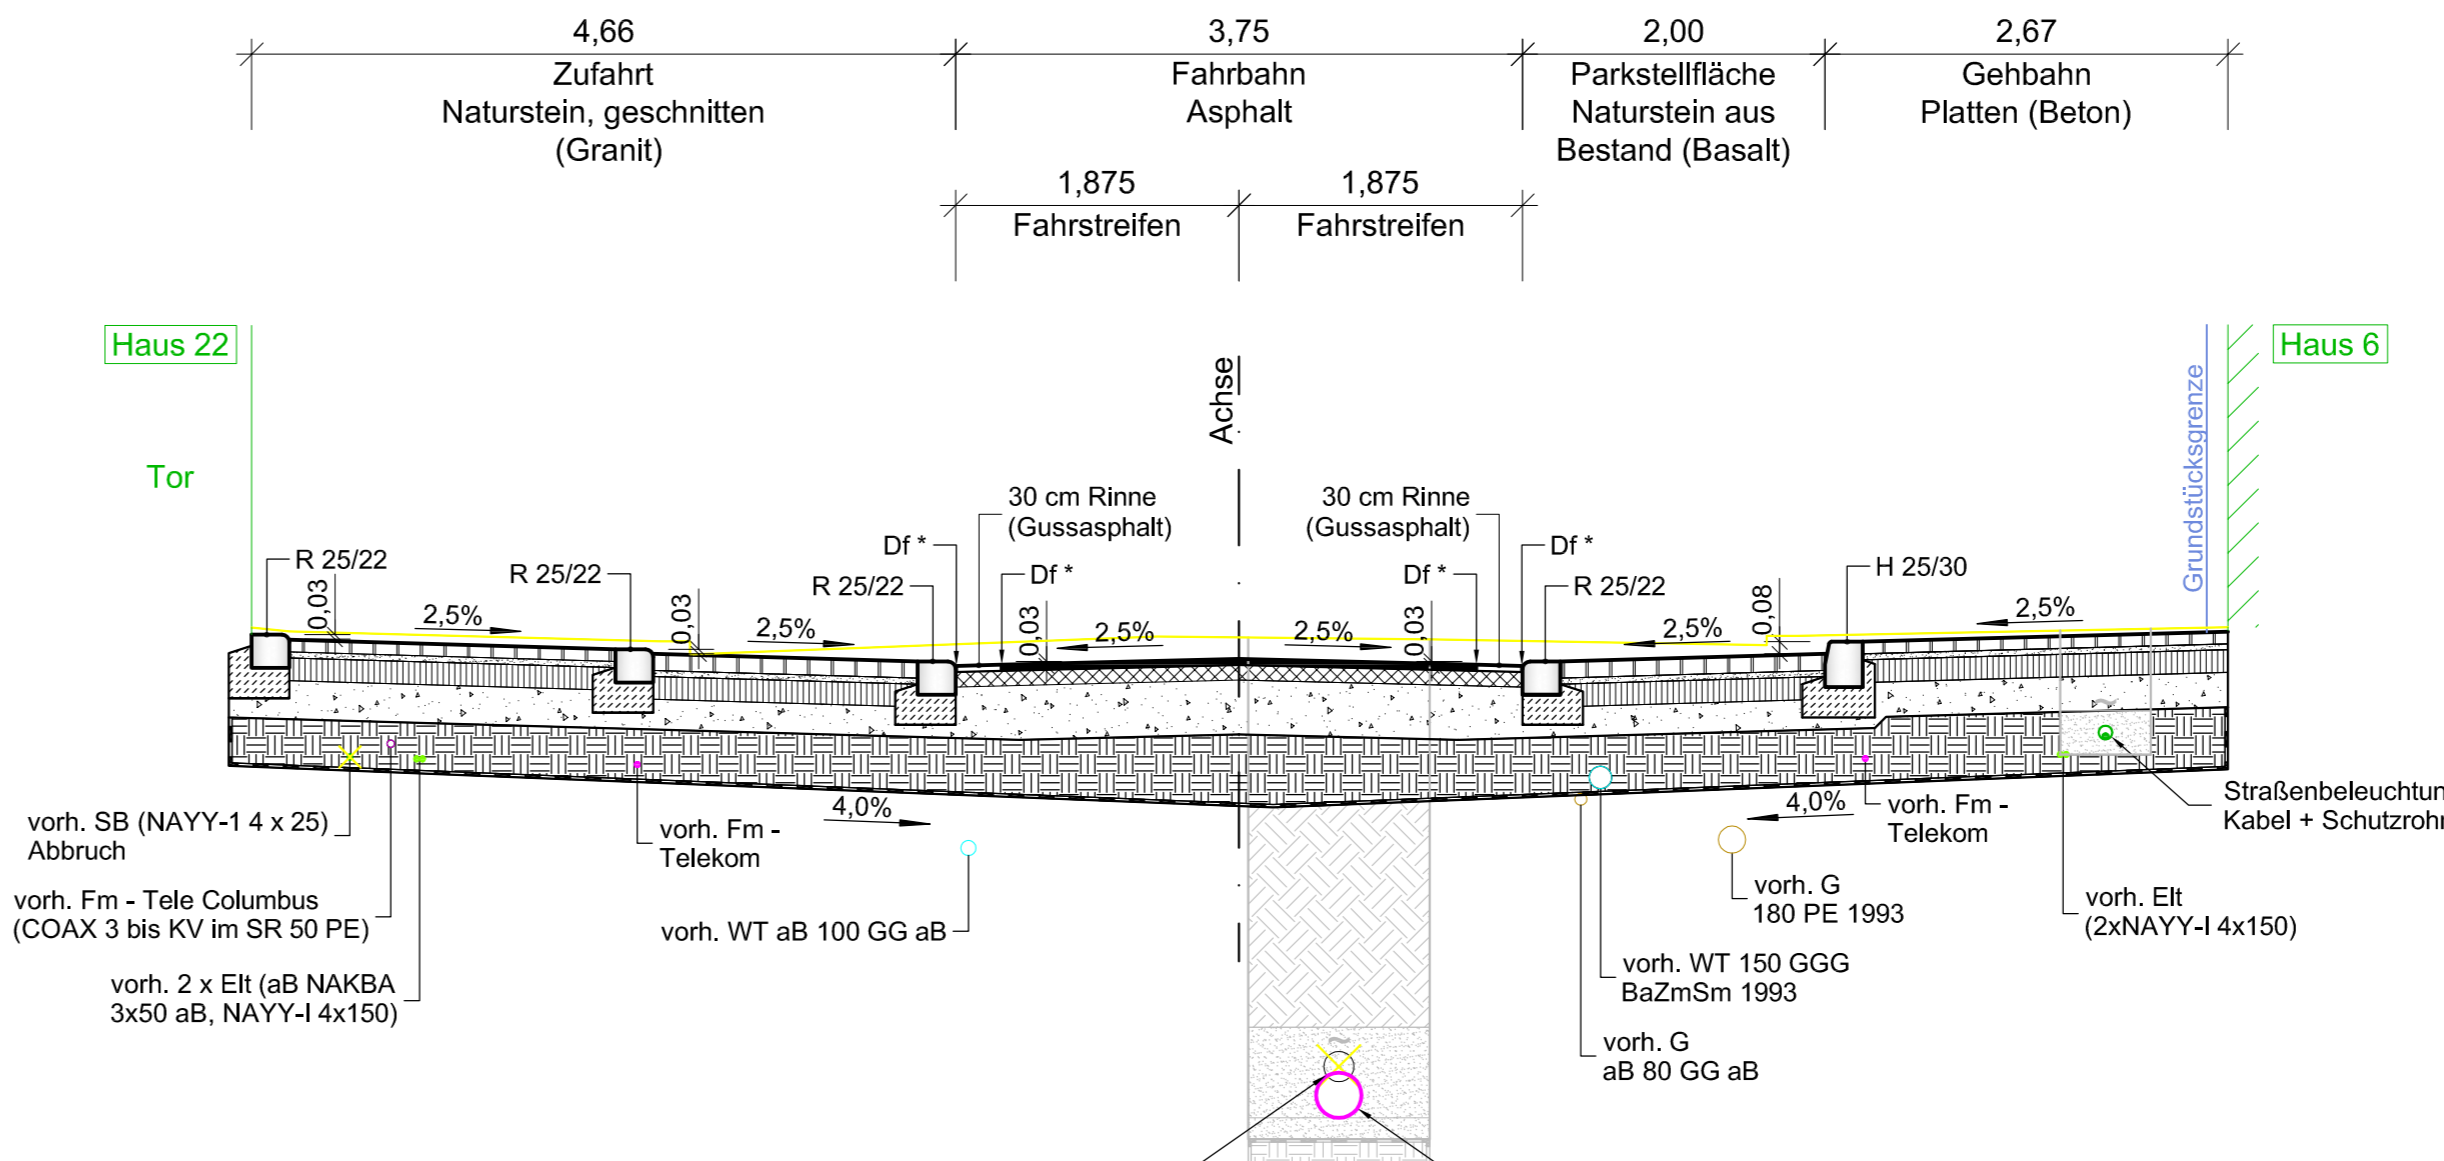 4,66
3,75
2,00
2,67
Zufahrt
Naturstein, geschnitten
(Granit)
Fahrbahn
Asphalt
Parkstellfläche
Naturstein aus
Bestand (Basalt)
Gehbahn
Platten (Beton)
1,875
1,875
Fahrstreifen
Fahrstreifen
Haus 22
Haus 6
Tor
Achse
Grundstücksgrenze
30 cm Rinne
(Gussasphalt)
30 cm Rinne
(Gussasphalt)
Df *
Df *
Df *
Df *
R 25/22
R 25/22
R 25/22
R 25/22
H 25/30
0,03
2,5%
0,03
2,5%
0,03
2,5%
2,5%
0,03
2,5%
0,08
2,5%
4,0%
4,0%
vorh. SB (NAYY-1 4 x 25)
Abbruch
vorh. Fm - Tele Columbus
(COAX 3 bis KV im SR 50 PE)
vorh. 2 x Elt (aB NAKBA
3x50 aB, NAYY-I 4x150)
vorh. Fm -
Telekom
vorh. WT aB 100 GG aB
vorh. G
180 PE 1993
vorh. WT 150 GGG
BaZmSm 1993
vorh. G
aB 80 GG aB
vorh. Fm -
Telekom
Straßenbeleuchtun
Kabel + Schutzrohr
vorh. Elt
(2xNAYY-I 4x150)
~
~